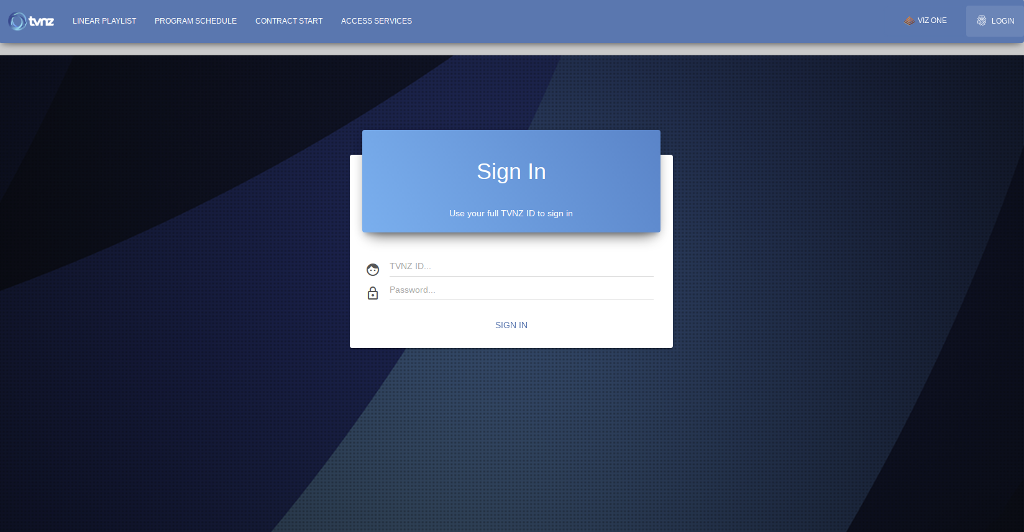 tvnz LINEAR PLAYLIST PROGRAM SCHEDULE CONTRACT START ACCESS SERVICES VIZ ONE LOGIN
Sign In
Use your full TVNZ ID to sign in
TVNZ ID...
Password...
SIGN IN